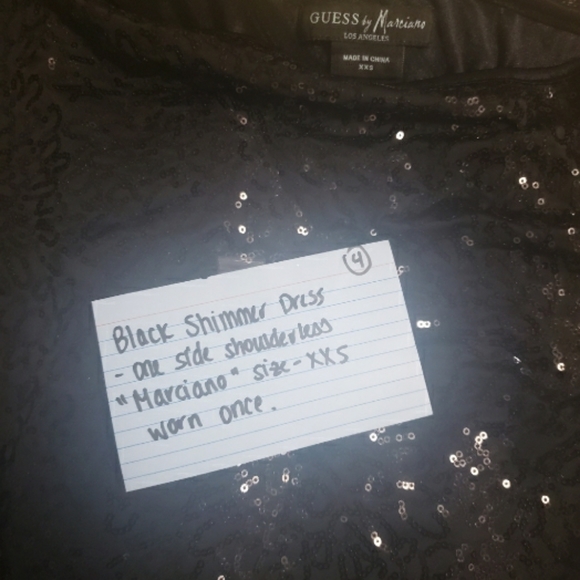 GUESS by Marciano
LOS ANGELES
MADE IN CHINA
XXS
4
Black Shimmer Dress
- one side shoulderless
"Marciano" size - XXS
worn once.